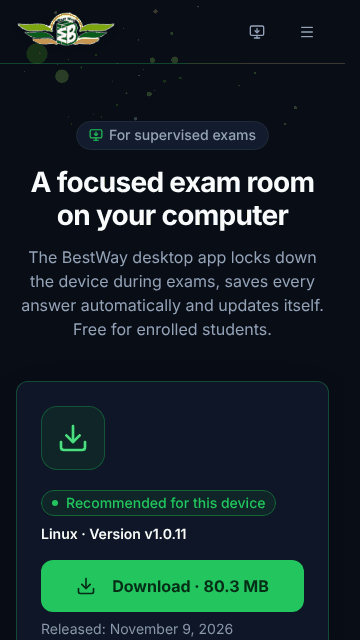 For supervised exams
A focused exam room
on your computer
The BestWay desktop app locks down
the device during exams, saves every
answer automatically and updates itself.
Free for enrolled students.
Recommended for this device
Linux · Version v1.0.11
Download · 80.3 MB
Released: November 9, 2026